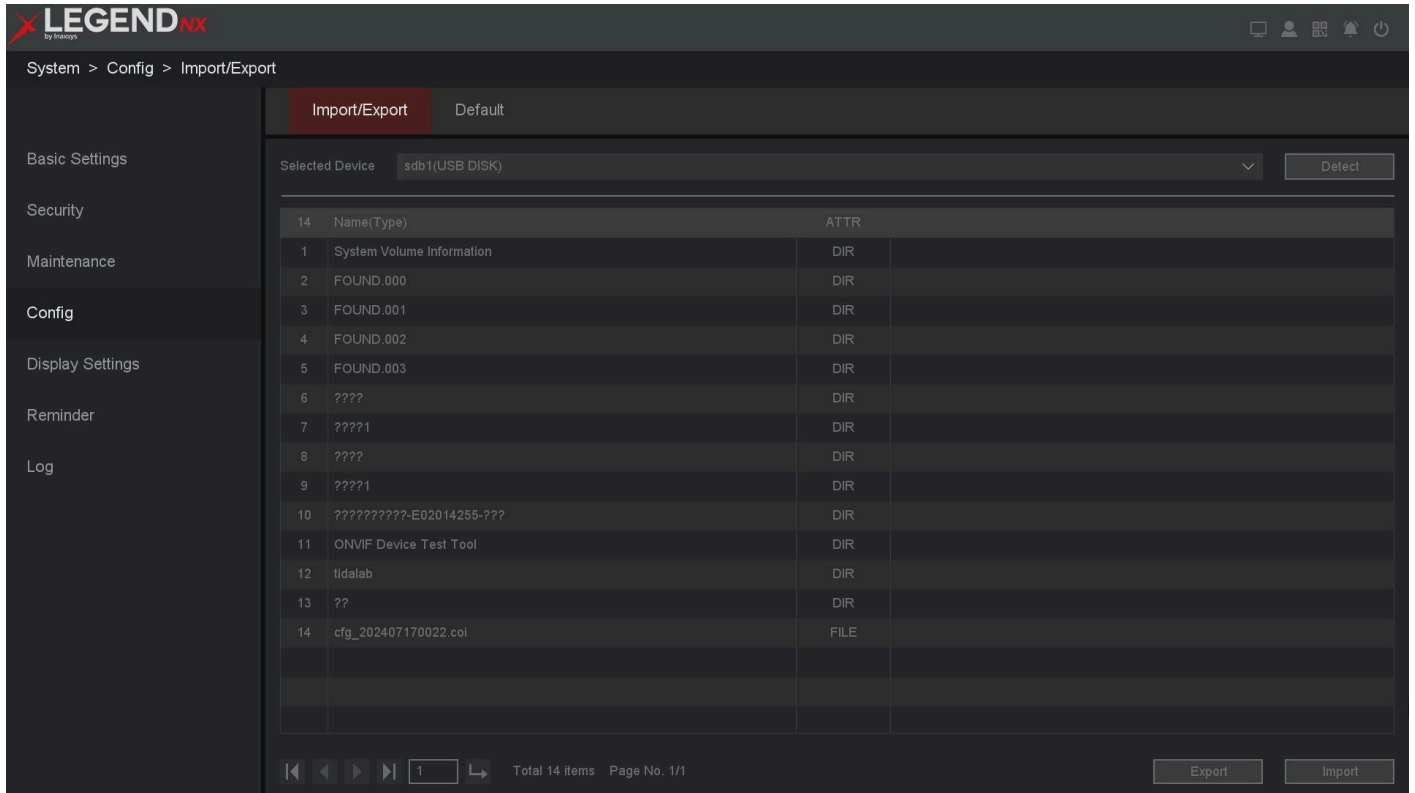 LEGEND NX
by Inaxsys
System > Config > Import/Export
Import/Export Default
Basic Settings
Security
Maintenance
Config
Display Settings
Reminder
Log
Selected Device sdb1(USB DISK) Detect
14 Name(Type) ATTR
1 System Volume Information DIR
2 FOUND.000 DIR
3 FOUND.001 DIR
4 FOUND.002 DIR
5 FOUND.003 DIR
6 ???? DIR
7 ????1 DIR
8 ???? DIR
9 ????1 DIR
10 ??????????-E02014255-??? DIR
11 ONVIF Device Test Tool DIR
12 tidalab DIR
13 ?? DIR
14 cfg_202407170022.coi FILE
1 Total 14 items Page No. 1/1 Export Import